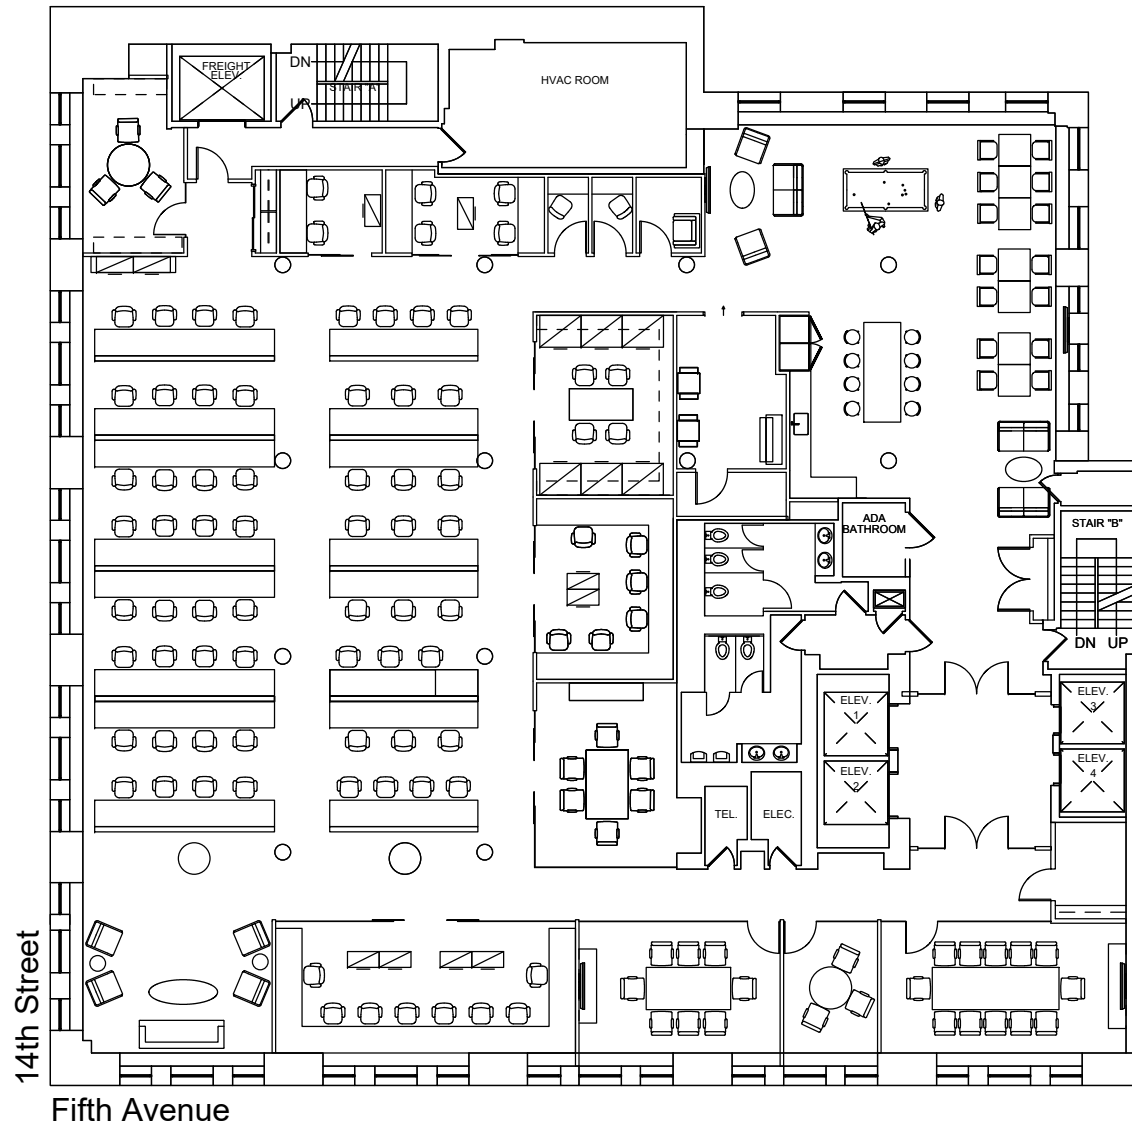 FREIGHT
ELEV.
DN
STAIR "A"
UP
HVAC ROOM
ADA
BATHROOM
STAIR "B"
DN UP
ELEV.
1
ELEV.
2
ELEV.
3
ELEV.
4
TEL.
ELEC.
14th Street
Fifth Avenue